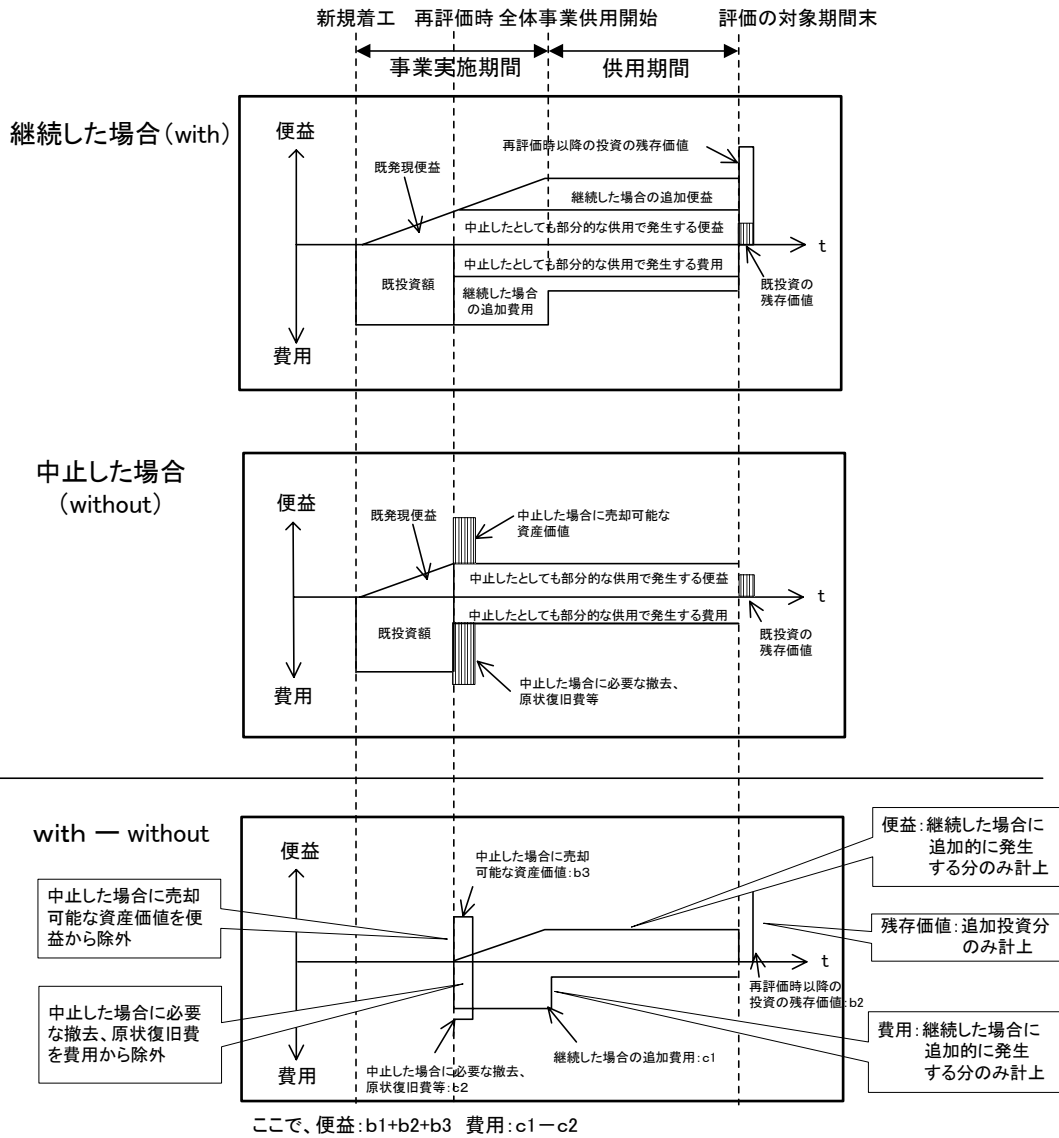 新規着工 再評価時 全体事業供用開始 評価の対象期間末
事業実施期間 供用期間
継続した場合(with)
便益
再評価時以降の投資の残存価値
既発現便益
継続した場合の追加便益
中止したとしても部分的な供用で発生する便益
t
中止したとしても部分的な供用で発生する費用
既投資額
継続した場合
の追加費用
既投資の
残存価値
費用
中止した場合
(without)
便益
既発現便益
中止した場合に売却可能な
資産価値
中止したとしても部分的な供用で発生する便益
t
中止したとしても部分的な供用で発生する費用
既投資額
既投資の
残存価値
中止した場合に必要な撤去、
原状復旧費等
費用
with ー without
便益
中止した場合に売却
可能な資産価値:b3
便益:継続した場合に
追加的に発生
する分のみ計上
中止した場合に売却
可能な資産価値を便
益から除外
残存価値:追加投資分
のみ計上
t
再評価時以降の
投資の残存価値:b2
中止した場合に必要
な撤去、原状復旧費
を費用から除外
費用:継続した場合に
追加的に発生
する分のみ計上
継続した場合の追加費用:c1
中止した場合に必要な撤去、
原状復旧費等:c2
費用
ここで、便益:b1+b2+b3 費用:c1－c2